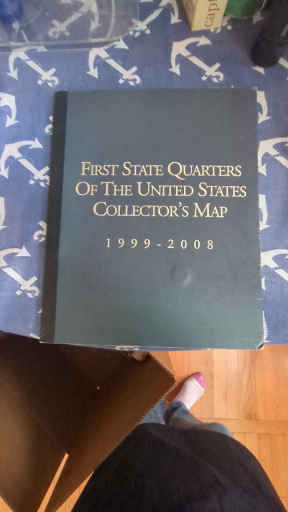 First State Quarters
Of The United States
Collector's Map
1999-2008